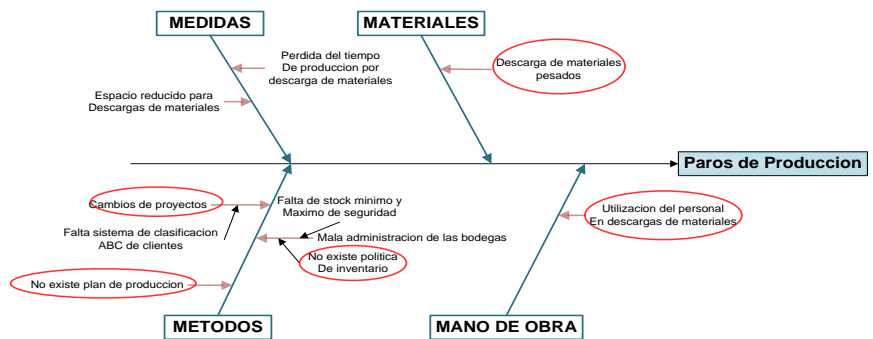 MEDIDAS
MATERIALES
Perdida del tiempo
De produccion por
descarga de materiales
Espacio reducido para
Descargas de materiales
Descarga de materiales
pesados
Paros de Produccion
Cambios de proyectos
Falta sistema de clasificacion
ABC de clientes
Falta de stock minimo y
Maximo de seguridad
Mala administracion de las bodegas
No existe politica
De inventario
No existe plan de produccion
Utilizacion del personal
En descargas de materiales
METODOS
MANO DE OBRA